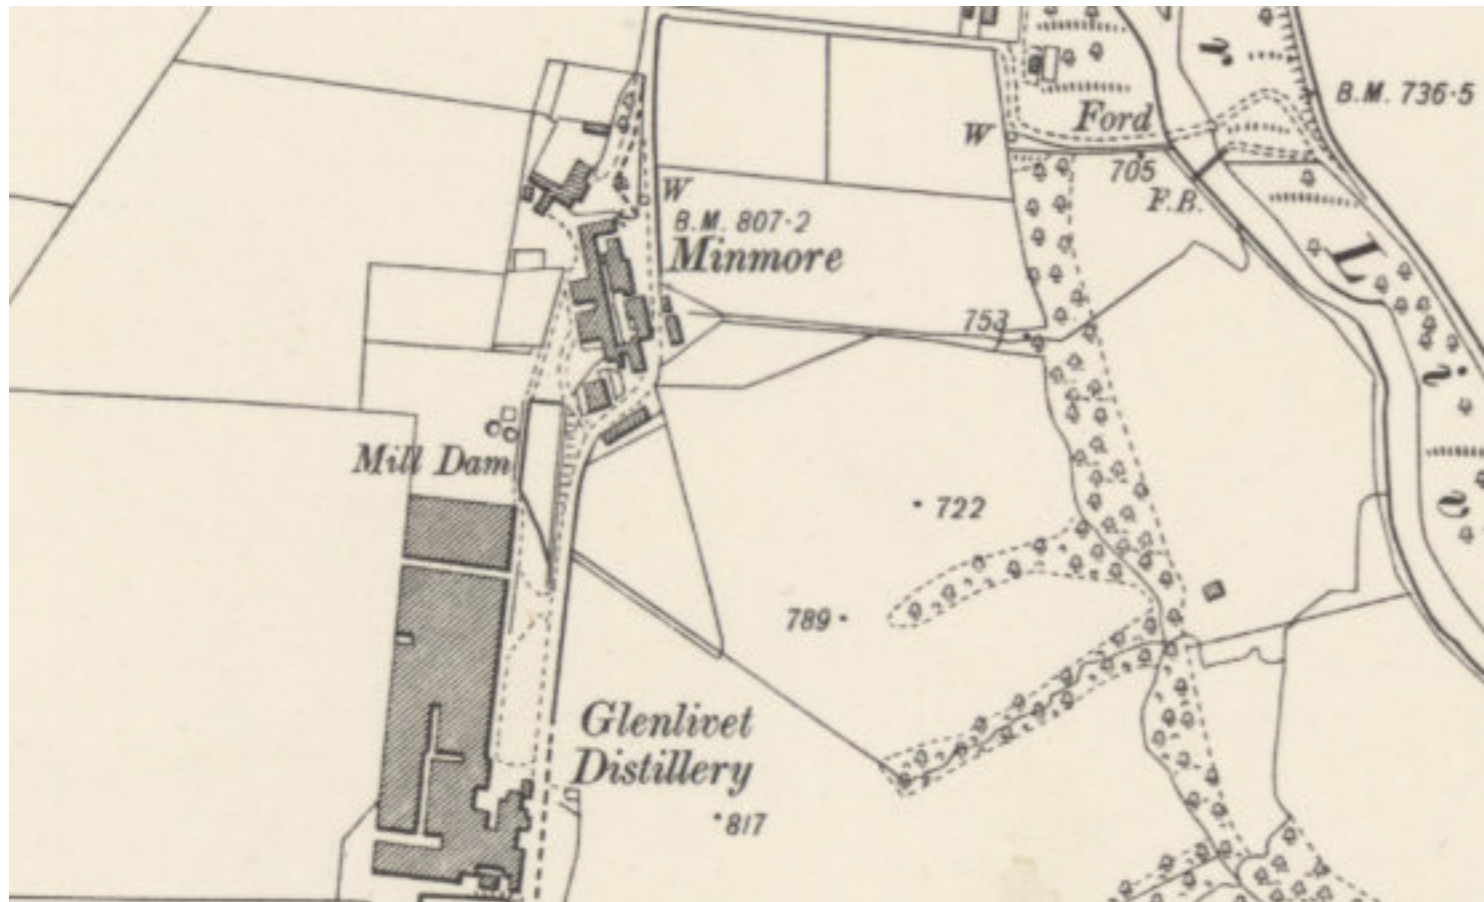 B.M. 736·5
Ford
W
705
F.B.
W
B.M. 807·2
Minmore
L
i
753
Mill Dam
722
789
Glenlivet
Distillery
817